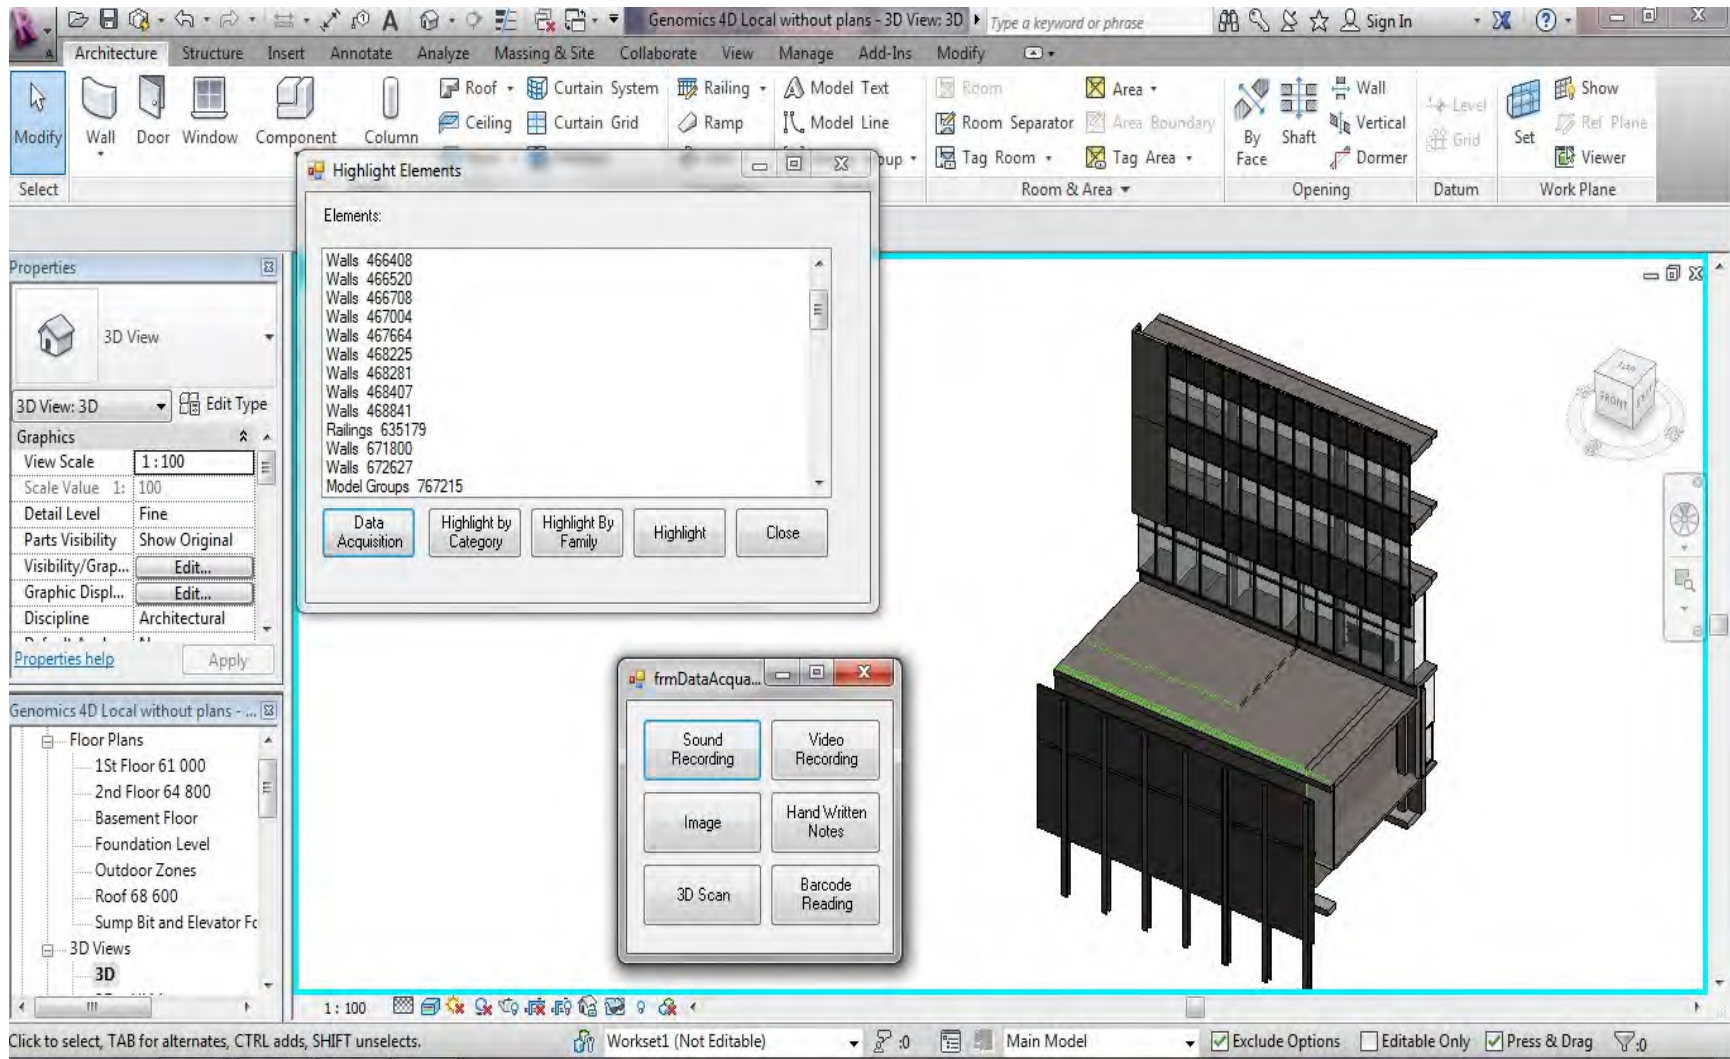 Genomics 4D Local without plans - 3D View: 3D
Type a keyword or phrase
Sign In
Architecture Structure Insert Annotate Analyze Massing & Site Collaborate View Manage Add-Ins Modify
Modify
Wall Door Window Component Column
Roof Curtain System Railing Model Text Room Area
Ceiling Curtain Grid Ramp Model Line Room Separator Area Boundary
Tag Room Tag Area
By Face Shaft Wall Vertical Dormer
Level
Grid
Set Show
Ref Plane
Viewer
Select Room & Area Opening Datum Work Plane
Highlight Elements
Elements:
Walls 466408
Walls 466520
Walls 466708
Walls 467004
Walls 467664
Walls 468225
Walls 468281
Walls 468407
Walls 468841
Railings 635179
Walls 671800
Walls 672627
Model Groups 767215
Data Acquisition
Highlight by Category
Highlight By Family
Highlight
Close
Properties
3D View
3D View: 3D Edit Type
Graphics
View Scale 1 : 100
Scale Value 1: 100
Detail Level Fine
Parts Visibility Show Original
Visibility/Grap... Edit...
Graphic Displ... Edit...
Discipline Architectural
Properties help Apply
Genomics 4D Local without plans - ...
Floor Plans
1St Floor 61 000
2nd Floor 64 800
Basement Floor
Foundation Level
Outdoor Zones
Roof 68 600
Sump Bit and Elevator Fc
3D Views
3D
frmDataAcqua...
Sound Recording
Video Recording
Image
Hand Written Notes
3D Scan
Barcode Reading
FRONT
1 : 100
Click to select, TAB for alternates, CTRL adds, SHIFT unselects.
Workset1 (Not Editable)
:0
Main Model
Exclude Options
Editable Only
Press & Drag
:0